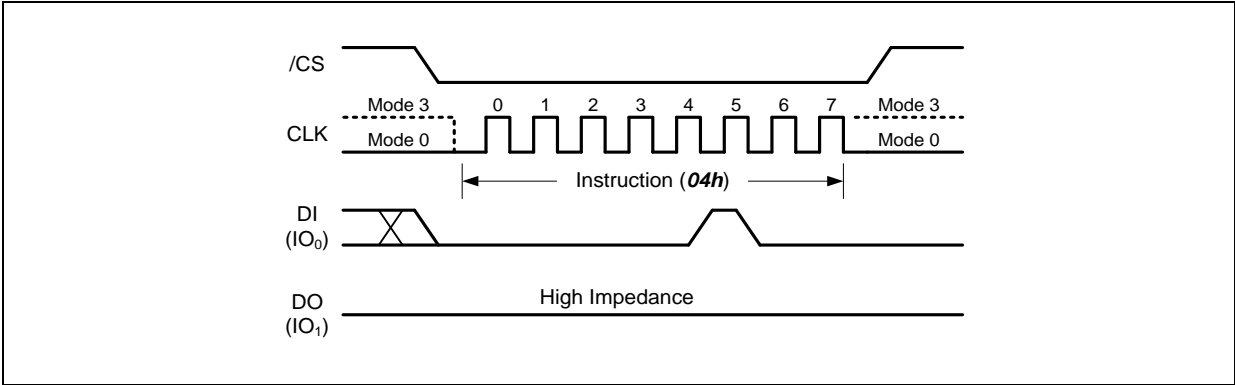 /CS
Mode 3 0 1 2 3 4 5 6 7 Mode 3
CLK
Mode 0 Mode 0
Instruction (04h)
DI
(IO₀)
High Impedance
DO
(IO₁)